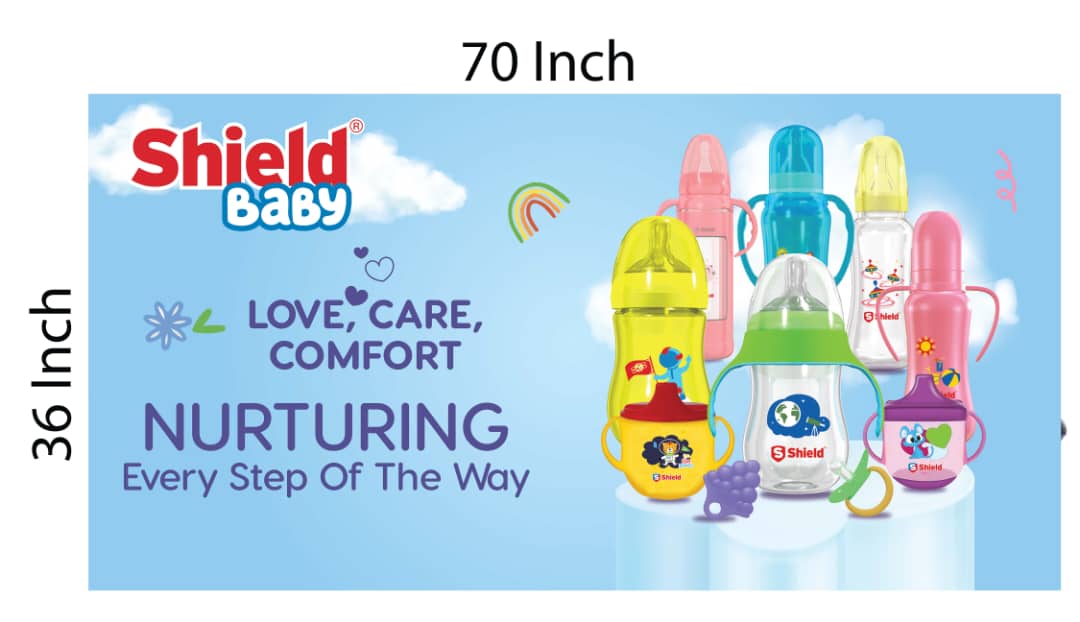 70 Inch
36 Inch
Shield®
BABY
LOVE, CARE,
COMFORT
NURTURING
Every Step Of The Way
S Shield
S Shield
S Shield
S Shield